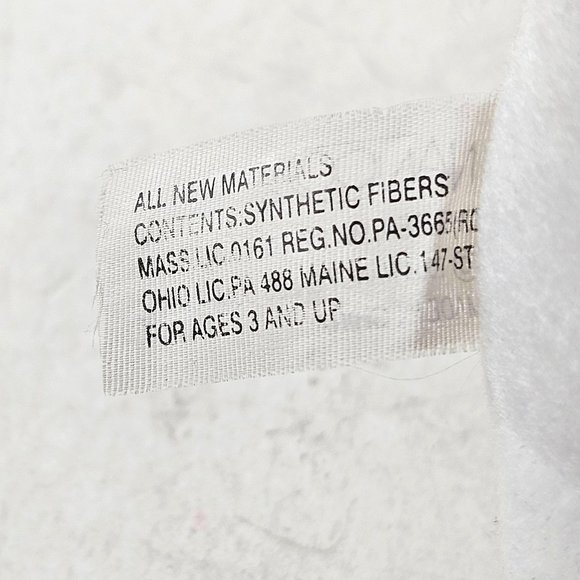 ALL NEW MATERIALS
CONTENTS:SYNTHETIC FIBERS
MASS LIC.0161 REG.NO.PA-3665(RC
OHIO LIC.PA 488 MAINE LIC.147-ST
FOR AGES 3 AND UP